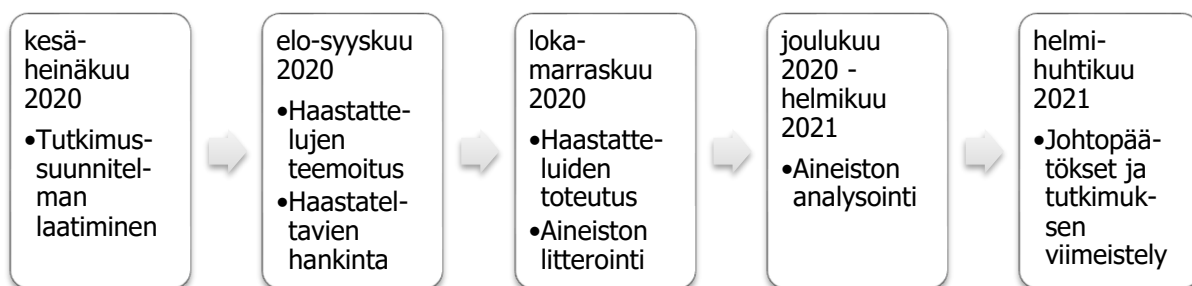 kesä-
heinäkuu
2020
•Tutkimus-
suunnitel-
man
laatiminen
elo-syyskuu
2020
•Haastatte-
lujen
teemoitus
•Haastatel-
tavien
hankinta
loka-
marraskuu
2020
•Haastatte-
luiden
toteutus
•Aineiston
litterointi
joulukuu
2020 -
helmikuu
2021
•Aineiston
analysointi
helmi-
huhtikuu
2021
•Johtopää-
tökset ja
tutkimuk-
sen
viimeistely